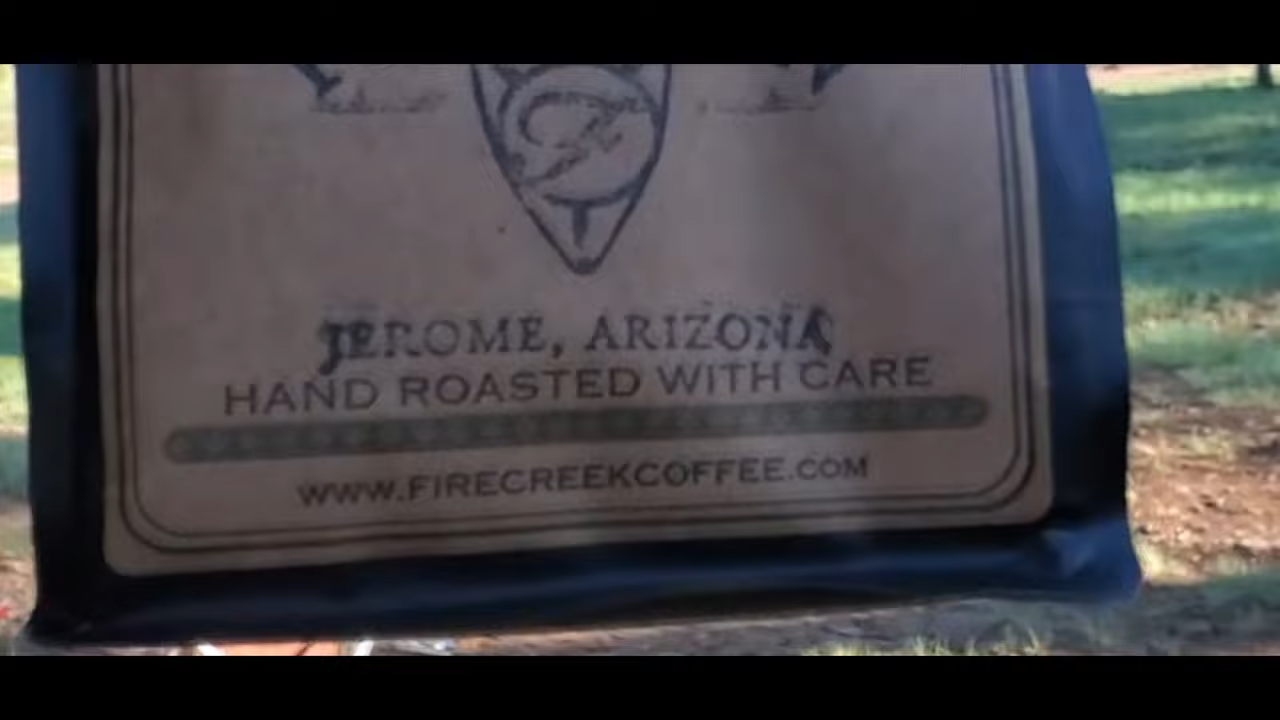 JEROME, ARIZONA
HAND ROASTED WITH CARE
WWW.FIRECREEKCOFFEE.COM